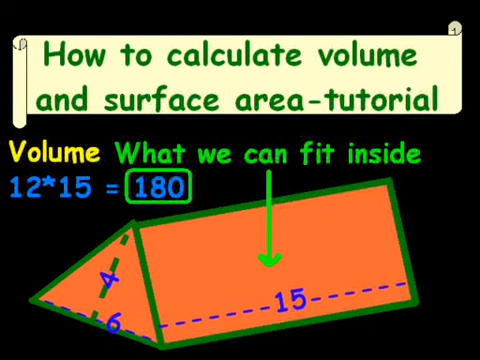 How to calculate volume
and surface area-tutorial
Volume What we can fit inside
12*15 = 180
4
6
15